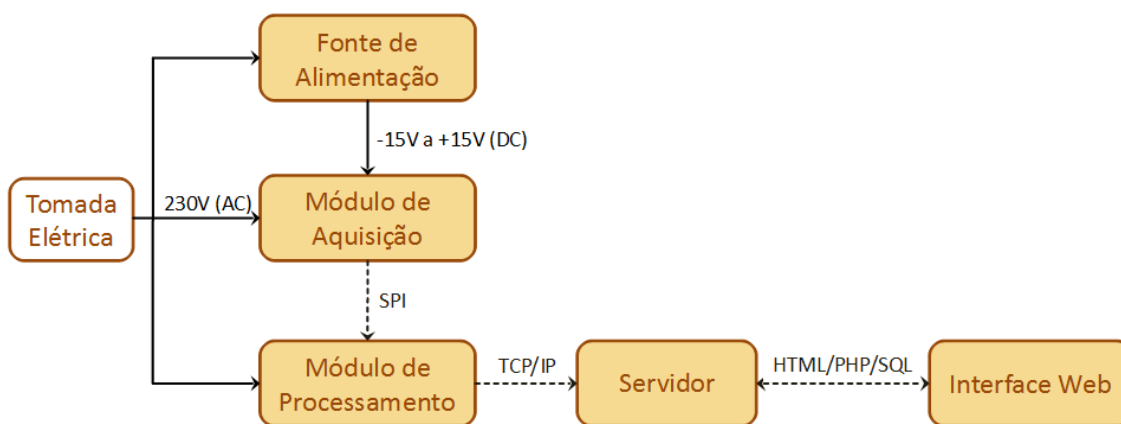 Fonte de
Alimentação
-15V a +15V (DC)
Tomada
Elétrica
230V (AC)
Módulo de
Aquisição
SPI
Módulo de
Processamento
TCP/IP
Servidor
HTML/PHP/SQL
Interface Web